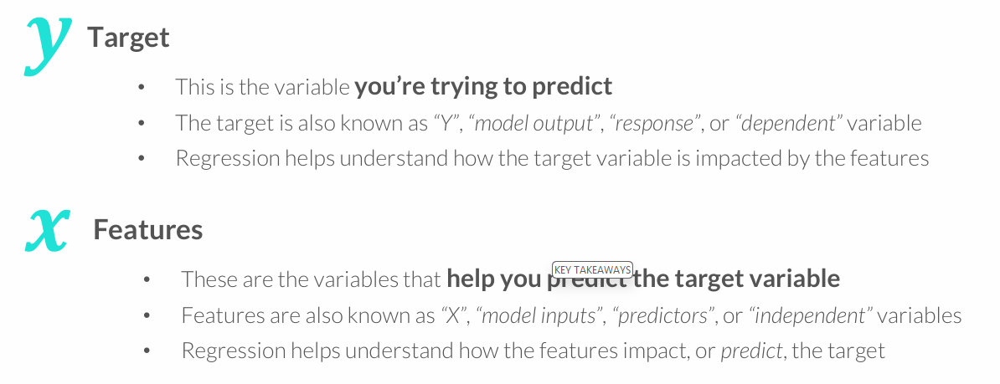 y Target
• This is the variable you’re trying to predict
• The target is also known as “Y”, “model output”, “response”, or “dependent” variable
• Regression helps understand how the target variable is impacted by the features
x Features
KEY TAKEAWAYS
• These are the variables that help you predict the target variable
• Features are also known as “X”, “model inputs”, “predictors”, or “independent” variables
• Regression helps understand how the features impact, or predict, the target